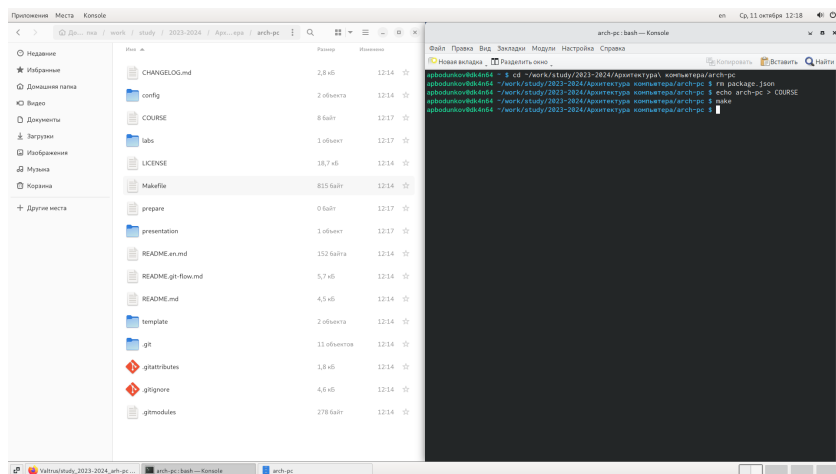 Приложения Места Konsole
en Ср, 11 октября 12:18
work / study / 2023-2024 / Арх…ера / arch-pc
Имя Размер Изменён
Недавние
Избранные
Домашняя папка
Видео
Документы
Загрузки
Изображения
Музыка
Корзина
Другие места
CHANGELOG.md 2,8 кБ 12:14
config 2 объекта 12:14
COURSE 8 байт 12:17
labs 1 объект 12:17
LICENSE 18,7 кБ 12:14
Makefile 815 байт 12:14
prepare 0 байт 12:17
presentation 1 объект 12:17
README.en.md 152 байта 12:14
README.git-flow.md 5,7 кБ 12:14
README.md 4,5 кБ 12:14
template 2 объекта 12:14
.git 11 объектов 12:14
.gitattributes 1,8 кБ 12:14
.gitignore 4,6 кБ 12:14
.gitmodules 278 байт 12:14
arch-pc : bash — Konsole
Файл Правка Вид Закладки Модули Настройка Справка
Новая вкладка Разделить окно Копировать Вставить Найти
apbodunkov@dk4n64 ~ $ cd ~/work/study/2023-2024/Архитектура\ компьютера/arch-pc
apbodunkov@dk4n64 ~/work/study/2023-2024/Архитектура компьютера/arch-pc $ rm package.json
apbodunkov@dk4n64 ~/work/study/2023-2024/Архитектура компьютера/arch-pc $ echo arch-pc > COURSE
apbodunkov@dk4n64 ~/work/study/2023-2024/Архитектура компьютера/arch-pc $ make
apbodunkov@dk4n64 ~/work/study/2023-2024/Архитектура компьютера/arch-pc $
Valtrus/study_2023-2024_arh-pc… arch-pc : bash — Konsole arch-pc